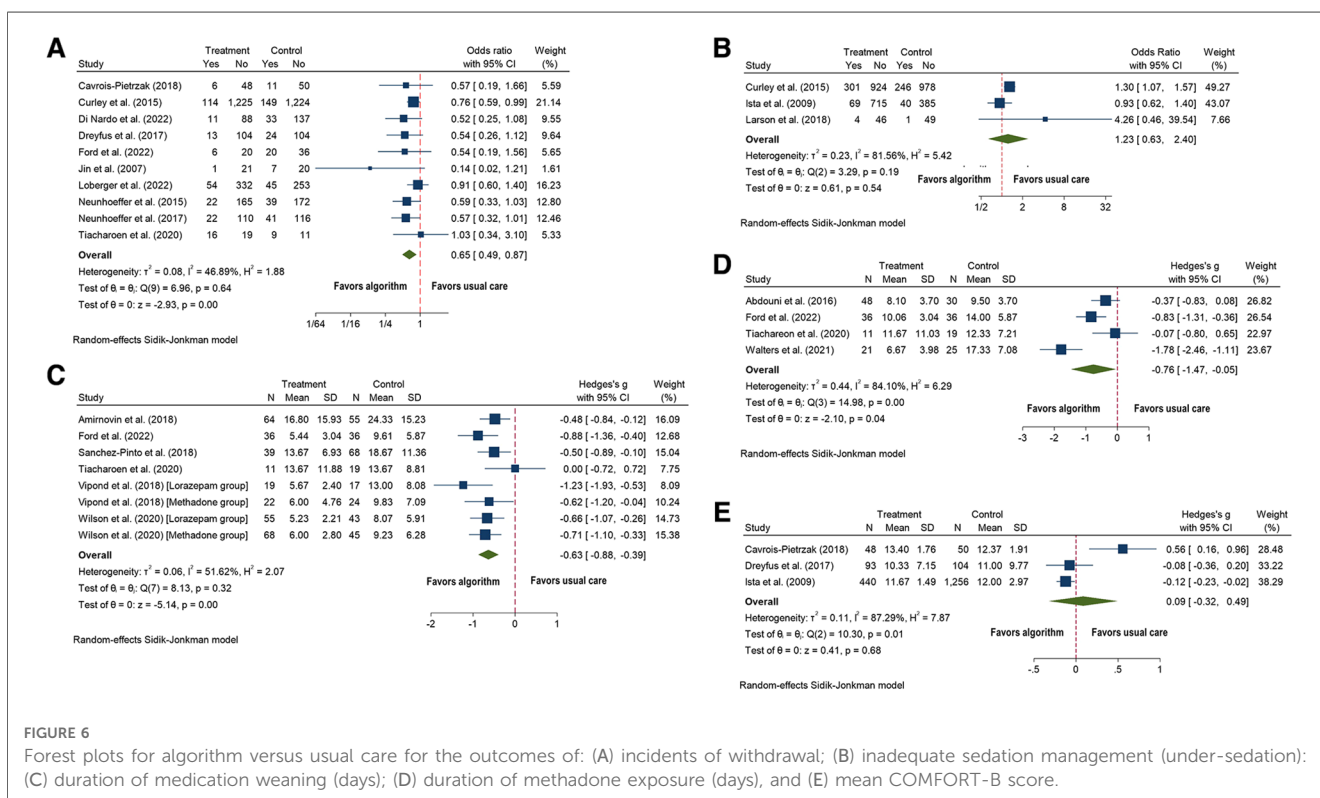 A
Treatment Control Odds ratio Weight
Study Yes No Yes No with 95% CI (%)
Cavrois-Pietrzak (2018) 6 48 11 50 0.57 [0.19, 1.66] 5.59
Curley et al. (2015) 114 1,225 149 1,224 0.76 [0.59, 0.99] 21.14
Di Nardo et al. (2022) 11 88 33 137 0.52 [0.25, 1.08] 9.55
Dreyfus et al. (2017) 13 104 24 104 0.54 [0.26, 1.12] 9.64
Ford et al. (2022) 6 20 20 36 0.54 [0.19, 1.56] 5.65
Jin et al. (2007) 1 21 7 20 0.14 [0.02, 1.21] 1.61
Loberger et al. (2022) 54 332 45 253 0.91 [0.60, 1.40] 16.23
Neunhoeffer et al. (2015) 22 165 39 172 0.59 [0.33, 1.03] 12.80
Neunhoeffer et al. (2017) 22 110 41 116 0.57 [0.32, 1.01] 12.46
Tiacharoen et al. (2020) 16 19 9 11 1.03 [0.34, 3.10] 5.33
Overall 0.65 [0.49, 0.87]
Heterogeneity: τ² = 0.08, I² = 46.89%, H² = 1.88
Test of θᵢ = θⱼ: Q(9) = 6.96, p = 0.64
Favors algorithm Favors usual care
Test of θ = 0: z = -2.93, p = 0.00
1/64 1/16 1/4 1
Random-effects Sidik-Jonkman model
B
Treatment Control Odds Ratio Weight
Study Yes No Yes No with 95% CI (%)
Curley et al. (2015) 301 924 246 978 1.30 [1.07, 1.57] 49.27
Ista et al. (2009) 69 715 40 385 0.93 [0.62, 1.40] 43.07
Larson et al. (2018) 4 46 1 49 4.26 [0.46, 39.54] 7.66
Overall 1.23 [0.63, 2.40]
Heterogeneity: τ² = 0.23, I² = 81.56%, H² = 5.42
Test of θᵢ = θⱼ: Q(2) = 3.29, p = 0.19
Favors algorithm Favors usual care
Test of θ = 0: z = 0.61, p = 0.54
1/2 2 8 32
Random-effects Sidik-Jonkman model
C
Treatment Control Hedges's g Weight
Study N Mean SD N Mean SD with 95% CI (%)
Amirnovin et al. (2018) 64 16.80 15.93 55 24.33 15.23 -0.48 [-0.84, -0.12] 16.09
Ford et al. (2022) 36 5.44 3.04 36 9.61 5.87 -0.88 [-1.36, -0.40] 12.68
Sanchez-Pinto et al. (2018) 39 13.67 6.93 68 18.67 11.36 -0.50 [-0.89, -0.10] 15.04
Tiacharoen et al. (2020) 11 13.67 11.88 19 13.67 8.81 0.00 [-0.72, 0.72] 7.75
Vipond et al. (2018) [Lorazepam group] 19 5.67 2.40 17 13.00 8.08 -1.23 [-1.93, -0.53] 8.09
Vipond et al. (2018) [Methadone group] 22 6.00 4.76 24 9.83 7.09 -0.62 [-1.20, -0.04] 10.24
Wilson et al. (2020) [Lorazepam group] 55 5.23 2.21 43 8.07 5.91 -0.66 [-1.07, -0.26] 14.73
Wilson et al. (2020) [Methadone group] 68 6.00 2.80 45 9.23 6.28 -0.71 [-1.10, -0.33] 15.38
Overall -0.63 [-0.88, -0.39]
Heterogeneity: τ² = 0.06, I² = 51.62%, H² = 2.07
Favors algorithm Favors usual care
Test of θᵢ = θⱼ: Q(7) = 8.13, p = 0.32
Test of θ = 0: z = -5.14, p = 0.00
-2 -1 0 1
Random-effects Sidik-Jonkman model
D
Treatment Control Hedges's g Weight
Study N Mean SD N Mean SD with 95% CI (%)
Abdouni et al. (2016) 48 8.10 3.70 30 9.50 3.70 -0.37 [-0.83, 0.08] 26.82
Ford et al. (2022) 36 10.06 3.04 36 14.00 5.87 -0.83 [-1.31, -0.36] 26.54
Tiachareon et al. (2020) 11 11.67 11.03 19 12.33 7.21 -0.07 [-0.80, 0.65] 22.97
Walters et al. (2021) 21 6.67 3.98 25 17.33 7.08 -1.78 [-2.46, -1.11] 23.67
Overall -0.76 [-1.47, -0.05]
Heterogeneity: τ² = 0.44, I² = 84.10%, H² = 6.29
Favors algorithm Favors usual care
Test of θᵢ = θⱼ: Q(3) = 14.98, p = 0.00
Test of θ = 0: z = -2.10, p = 0.04
-3 -2 -1 0 1
Random-effects Sidik-Jonkman model
E
Treatment Control Hedges's g Weight
Study N Mean SD N Mean SD with 95% CI (%)
Cavrois-Pietrzak (2018) 48 13.40 1.76 50 12.37 1.91 0.56 [0.16, 0.96] 28.48
Dreyfus et al. (2017) 93 10.33 7.15 104 11.00 9.77 -0.08 [-0.36, 0.20] 33.22
Ista et al. (2009) 440 11.67 1.49 1,256 12.00 2.97 -0.12 [-0.23, -0.02] 38.29
Overall 0.09 [-0.32, 0.49]
Heterogeneity: τ² = 0.11, I² = 87.29%, H² = 7.87
Favors algorithm Favors usual care
Test of θᵢ = θⱼ: Q(2) = 10.30, p = 0.01
Test of θ = 0: z = 0.41, p = 0.68
-.5 0 .5 1
Random-effects Sidik-Jonkman model
FIGURE 6
Forest plots for algorithm versus usual care for the outcomes of: (A) incidents of withdrawal; (B) inadequate sedation management (under-sedation):
(C) duration of medication weaning (days); (D) duration of methadone exposure (days), and (E) mean COMFORT-B score.